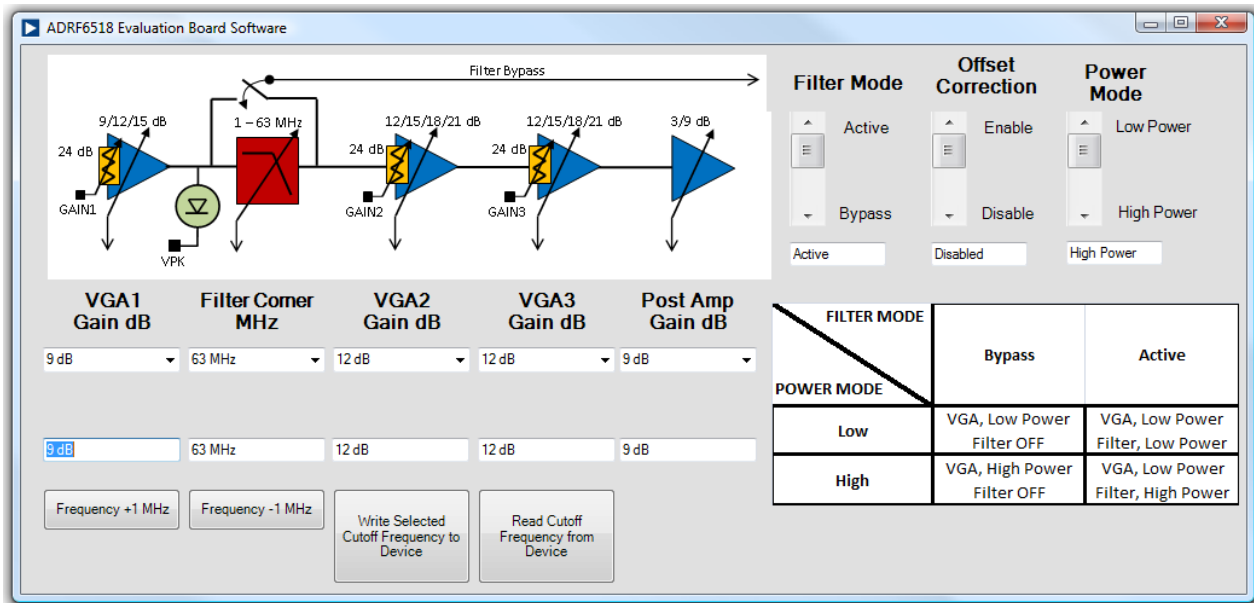 ADRF6518 Evaluation Board Software
Filter Bypass
9/12/15 dB
1 – 63 MHz
12/15/18/21 dB
12/15/18/21 dB
3/9 dB
24 dB
24 dB
24 dB
GAIN1
GAIN2
GAIN3
VPK
Filter Mode
Offset
Correction
Power
Mode
Active
Enable
Low Power
Bypass
Disable
High Power
Active
Disabled
High Power
VGA1
Gain dB
Filter Corner
MHz
VGA2
Gain dB
VGA3
Gain dB
Post Amp
Gain dB
9 dB
63 MHz
12 dB
12 dB
9 dB
9 dB
63 MHz
12 dB
12 dB
9 dB
Frequency +1 MHz
Frequency -1 MHz
Write Selected
Cutoff Frequency to
Device
Read Cutoff
Frequency from
Device
FILTER MODE
POWER MODE
Bypass
Active
Low
VGA, Low Power
Filter OFF
VGA, Low Power
Filter, Low Power
High
VGA, High Power
Filter OFF
VGA, Low Power
Filter, High Power